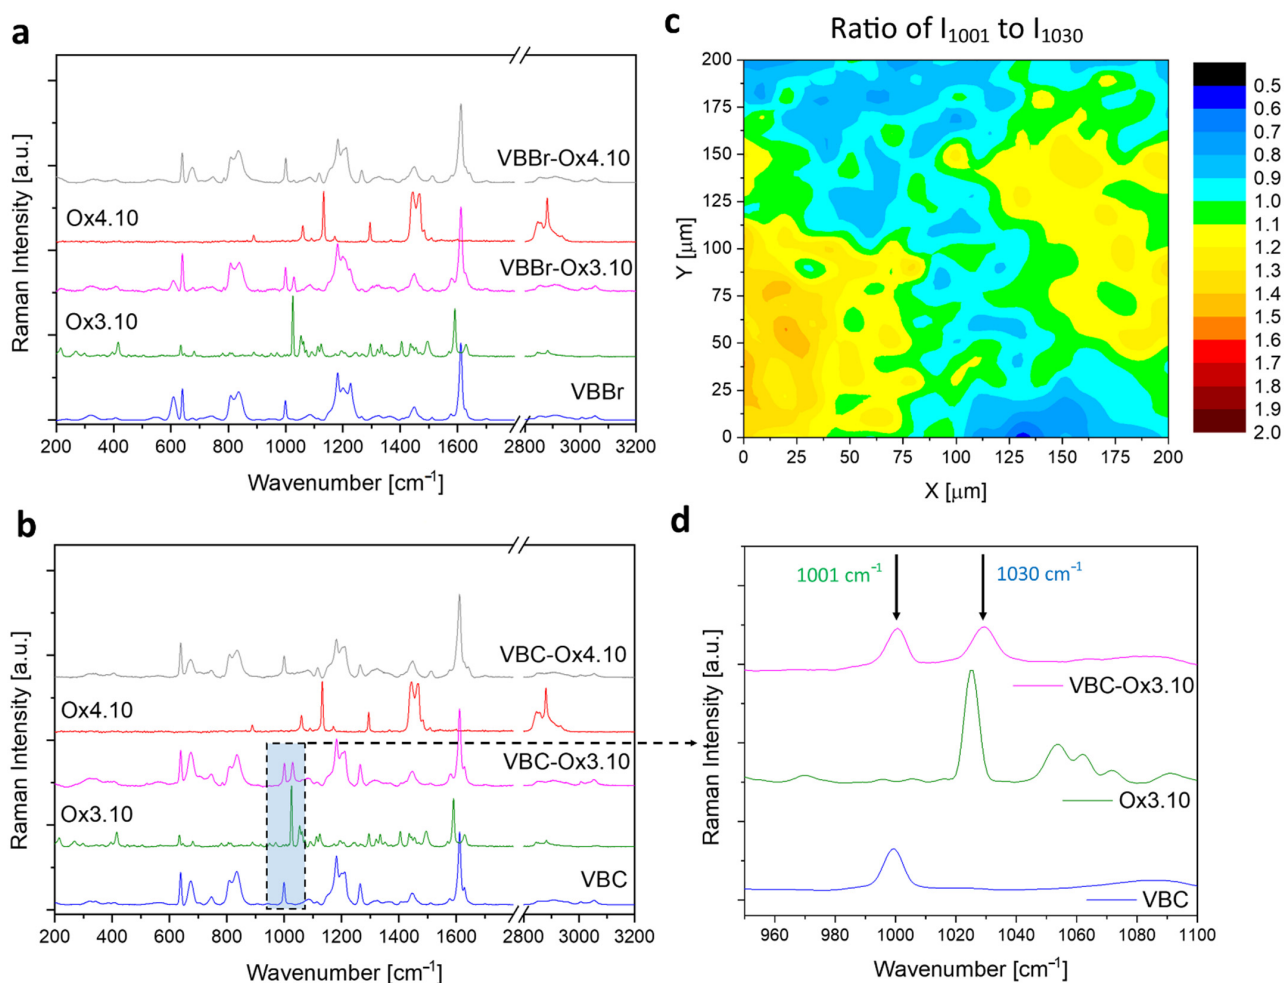 a
Raman Intensity [a.u.]
VBBr-Ox4.10
Ox4.10
VBBr-Ox3.10
Ox3.10
VBBr
200 400 600 800 1000 1200 1400 1600 2800 3000 3200
Wavenumber [cm⁻¹]
c
Ratio of I₁₀₀₁ to I₁₀₃₀
Y [μm]
200
175
150
125
100
75
50
25
0
0 25 50 75 100 125 150 175 200
X [μm]
0.5
0.6
0.7
0.8
0.9
1.0
1.1
1.2
1.3
1.4
1.5
1.6
1.7
1.8
1.9
2.0
b
Raman Intensity [a.u.]
VBC-Ox4.10
Ox4.10
VBC-Ox3.10
Ox3.10
VBC
200 400 600 800 1000 1200 1400 1600 2800 3000 3200
Wavenumber [cm⁻¹]
d
Raman Intensity [a.u.]
1001 cm⁻¹
1030 cm⁻¹
VBC-Ox3.10
Ox3.10
VBC
960 980 1000 1020 1040 1060 1080 1100
Wavenumber [cm⁻¹]